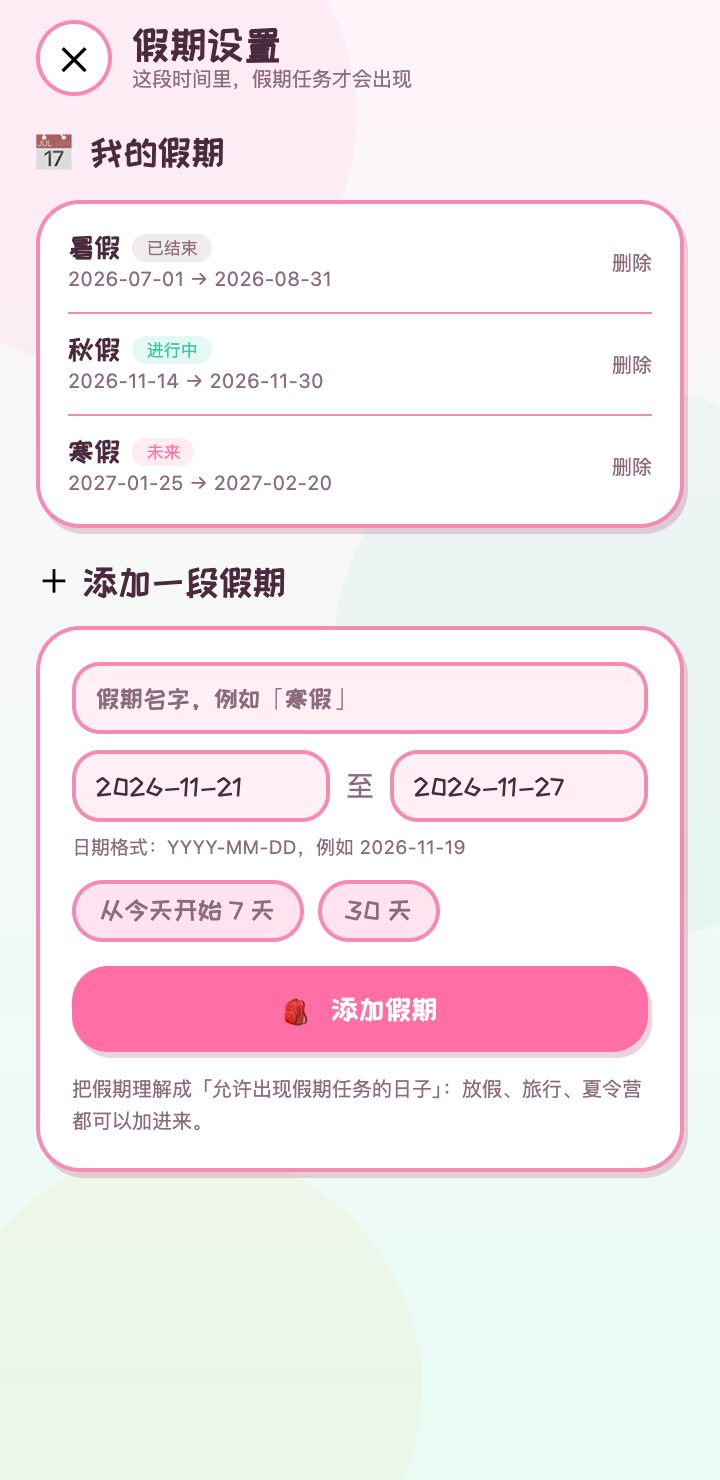 假期设置
这段时间里，假期任务才会出现
JUL 17 我的假期
暑假 已结束
2026-07-01 → 2026-08-31
删除
秋假 进行中
2026-11-14 → 2026-11-30
删除
寒假 未来
2027-01-25 → 2027-02-20
删除
＋ 添加一段假期
假期名字，例如「寒假」
2026-11-21 至 2026-11-27
日期格式：YYYY-MM-DD，例如 2026-11-19
从今天开始 7 天 30 天
添加假期
把假期理解成「允许出现假期任务的日子」：放假、旅行、夏令营
都可以加进来。